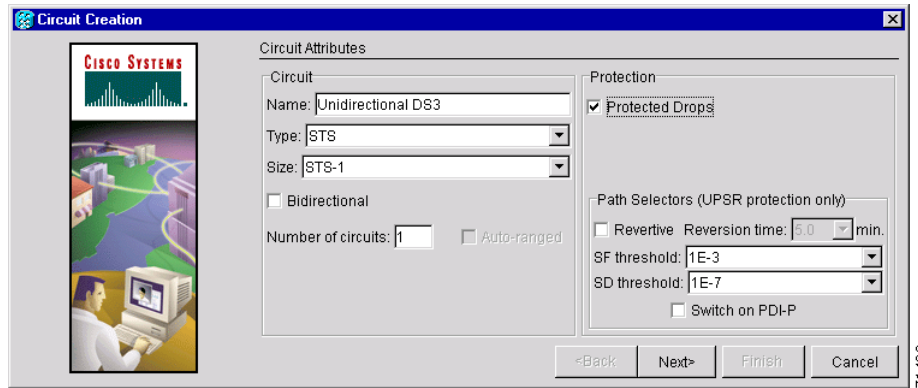 Circuit Creation
CISCO SYSTEMS
Circuit Attributes
Circuit
Name: Unidirectional DS3
Type: STS
Size: STS-1
Bidirectional
Number of circuits: 1 Auto-ranged
Protection
Protected Drops
Path Selectors (UPSR protection only)
Revertive Reversion time: 5.0 min.
SF threshold: 1E-3
SD threshold: 1E-7
Switch on PDI-P
<Back Next> Finish Cancel